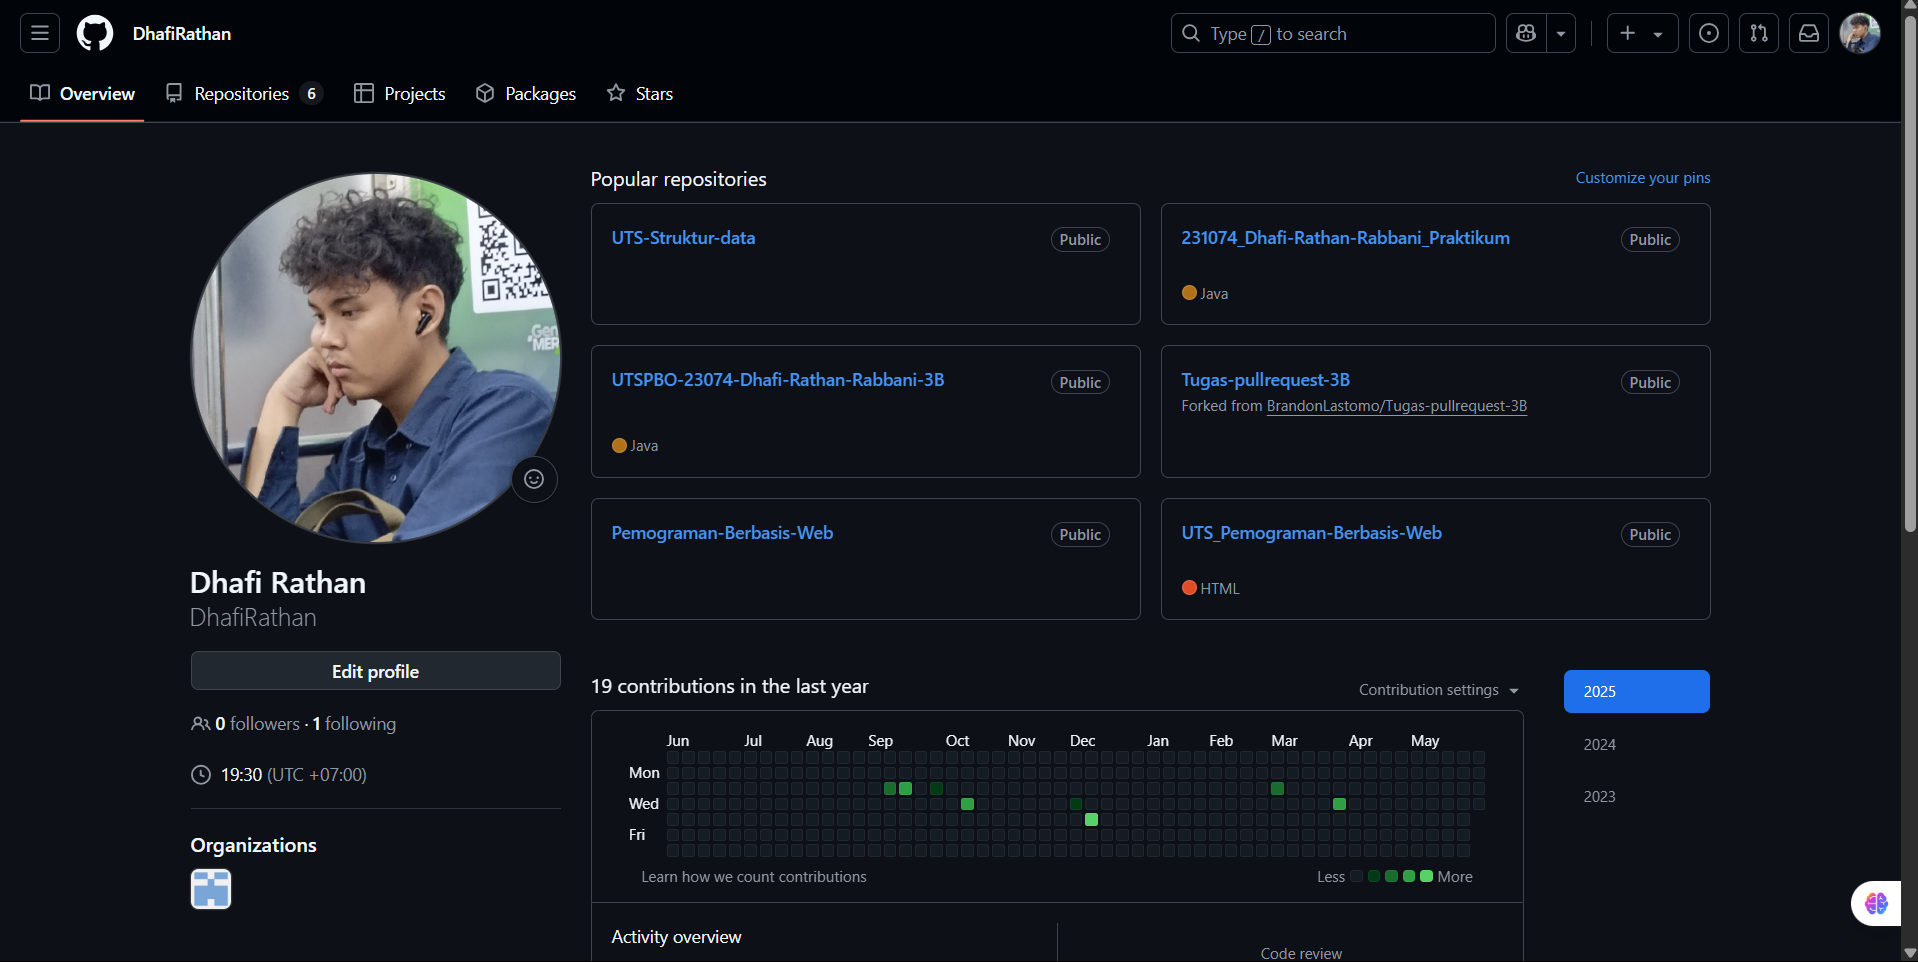 DhafiRathan
Type / to search
Overview
Repositories 6
Projects
Packages
Stars
Gen
MER
Dhafi Rathan
DhafiRathan
Edit profile
0 followers · 1 following
19:30 (UTC +07:00)
Organizations
Popular repositories
Customize your pins
UTS-Struktur-data
Public
231074_Dhafi-Rathan-Rabbani_Praktikum
Public
Java
UTSPBO-23074-Dhafi-Rathan-Rabbani-3B
Public
Java
Tugas-pullrequest-3B
Public
Forked from BrandonLastomo/Tugas-pullrequest-3B
Pemograman-Berbasis-Web
Public
UTS_Pemograman-Berbasis-Web
Public
HTML
19 contributions in the last year
Contribution settings
2025
2024
2023
Jun Jul Aug Sep Oct Nov Dec Jan Feb Mar Apr May
Mon
Wed
Fri
Learn how we count contributions
Less More
Activity overview
Code review